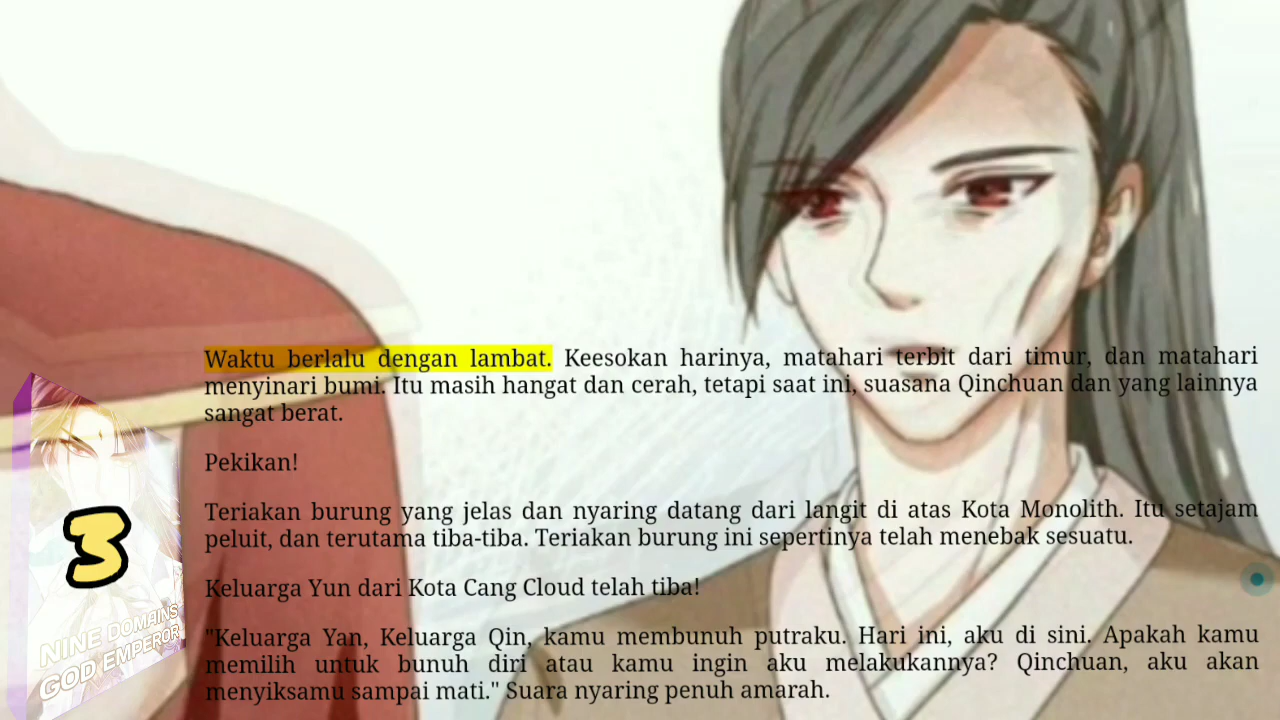 Waktu berlalu dengan lambat. Keesokan harinya, matahari terbit dari timur, dan matahari
menyinari bumi. Itu masih hangat dan cerah, tetapi saat ini, suasana Qinchuan dan yang lainnya
sangat berat.
Pekikan!
Teriakan burung yang jelas dan nyaring datang dari langit di atas Kota Monolith. Itu setajam
peluit, dan terutama tiba-tiba. Teriakan burung ini sepertinya telah menebak sesuatu.
Keluarga Yun dari Kota Cang Cloud telah tiba!
"Keluarga Yan, Keluarga Qin, kamu membunuh putraku. Hari ini, aku di sini. Apakah kamu
memilih untuk bunuh diri atau kamu ingin aku melakukannya? Qinchuan, aku akan
menyiksamu sampai mati." Suara nyaring penuh amarah.
3
NINE DOMAINS
GOD EMPEROR